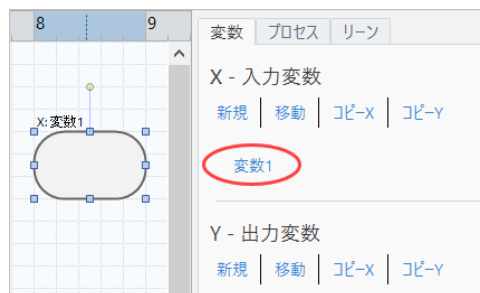 8 9
X:変数1
変数 プロセス リーン
X - 入力変数
新規 移動 コピーX コピーY
変数1
Y - 出力変数
新規 移動 コピーX コピーY